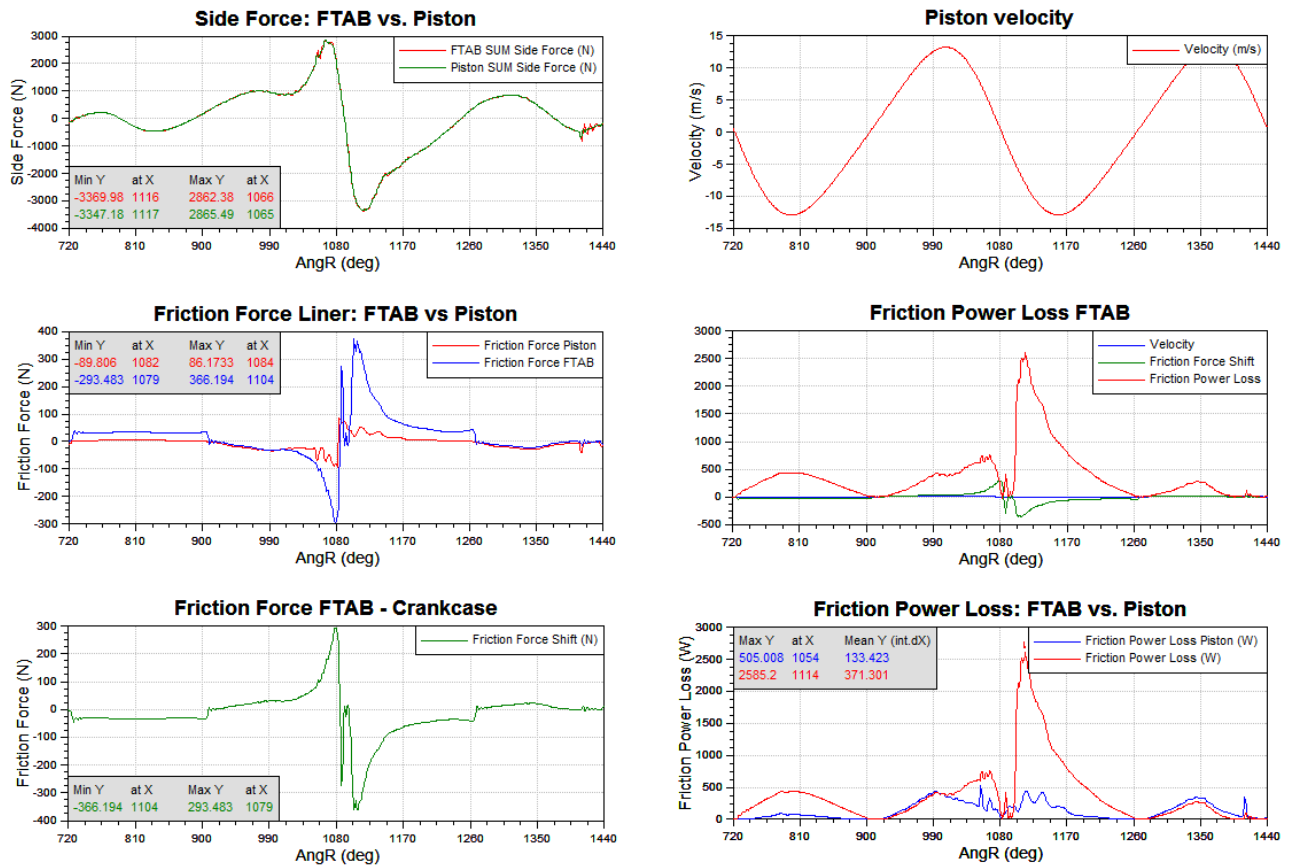 Side Force: FTAB vs. Piston
Side Force (N)
3000
2000
1000
0
-1000
-2000
-3000
-4000
FTAB SUM Side Force (N)
Piston SUM Side Force (N)
Min Y at X Max Y at X
-3369.98 1116 2862.38 1066
-3347.18 1117 2865.49 1065
720 810 900 990 1080 1170 1260 1350 1440
AngR (deg)
Piston velocity
Velocity (m/s)
15
10
5
0
-5
-10
-15
Velocity (m/s)
720 810 900 990 1080 1170 1260 1350 1440
AngR (deg)
Friction Force Liner: FTAB vs Piston
Friction Force (N)
400
300
200
100
0
-100
-200
-300
Min Y at X Max Y at X
-89.806 1082 86.1733 1084
-293.483 1079 366.194 1104
Friction Force Piston
Friction Force FTAB
720 810 900 990 1080 1170 1260 1350 1440
AngR (deg)
Friction Power Loss FTAB
3000
2500
2000
1500
1000
500
0
-500
Velocity
Friction Force Shift
Friction Power Loss
720 810 900 990 1080 1170 1260 1350 1440
AngR (deg)
Friction Force FTAB - Crankcase
Friction Force (N)
300
200
100
0
-100
-200
-300
-400
Friction Force Shift (N)
Min Y at X Max Y at X
-366.194 1104 293.483 1079
720 810 900 990 1080 1170 1260 1350 1440
AngR (deg)
Friction Power Loss: FTAB vs. Piston
Friction Power Loss (W)
3000
2500
2000
1500
1000
500
0
Max Y at X Mean Y (int.dX)
505.008 1054 133.423
2585.2 1114 371.301
Friction Power Loss Piston (W)
Friction Power Loss (W)
720 810 900 990 1080 1170 1260 1350 1440
AngR (deg)